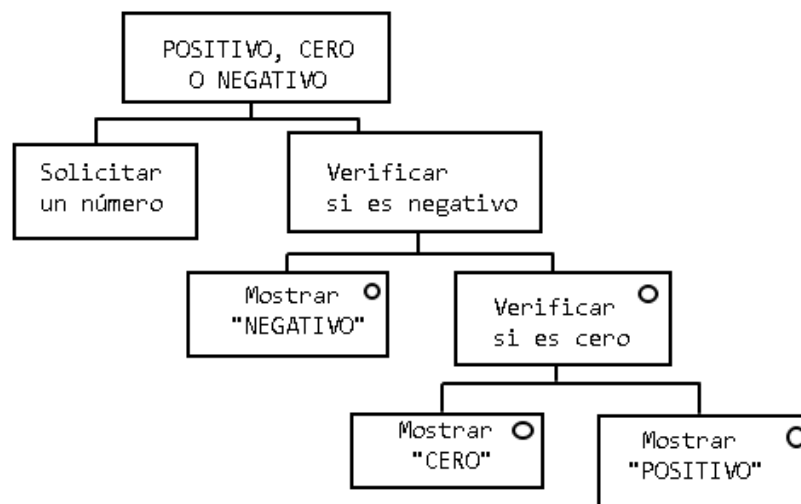 POSITIVO, CERO
O NEGATIVO
Solicitar
un número
Verificar
si es negativo
Mostrar
"NEGATIVO"
Verificar
si es cero
Mostrar
"CERO"
Mostrar
"POSITIVO"